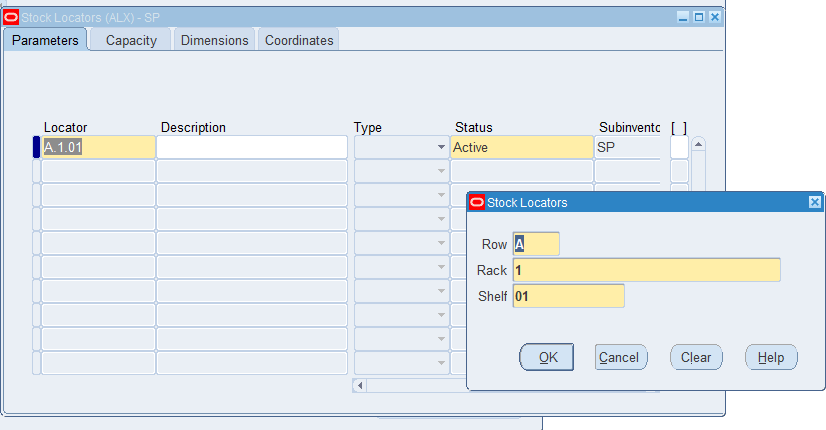 Stock Locators (ALX) - SP
Parameters Capacity Dimensions Coordinates
Locator Description Type Status Subinvento [ ]
A.1.01 Active SP
Stock Locators
Row A
Rack 1
Shelf 01
OK Cancel Clear Help